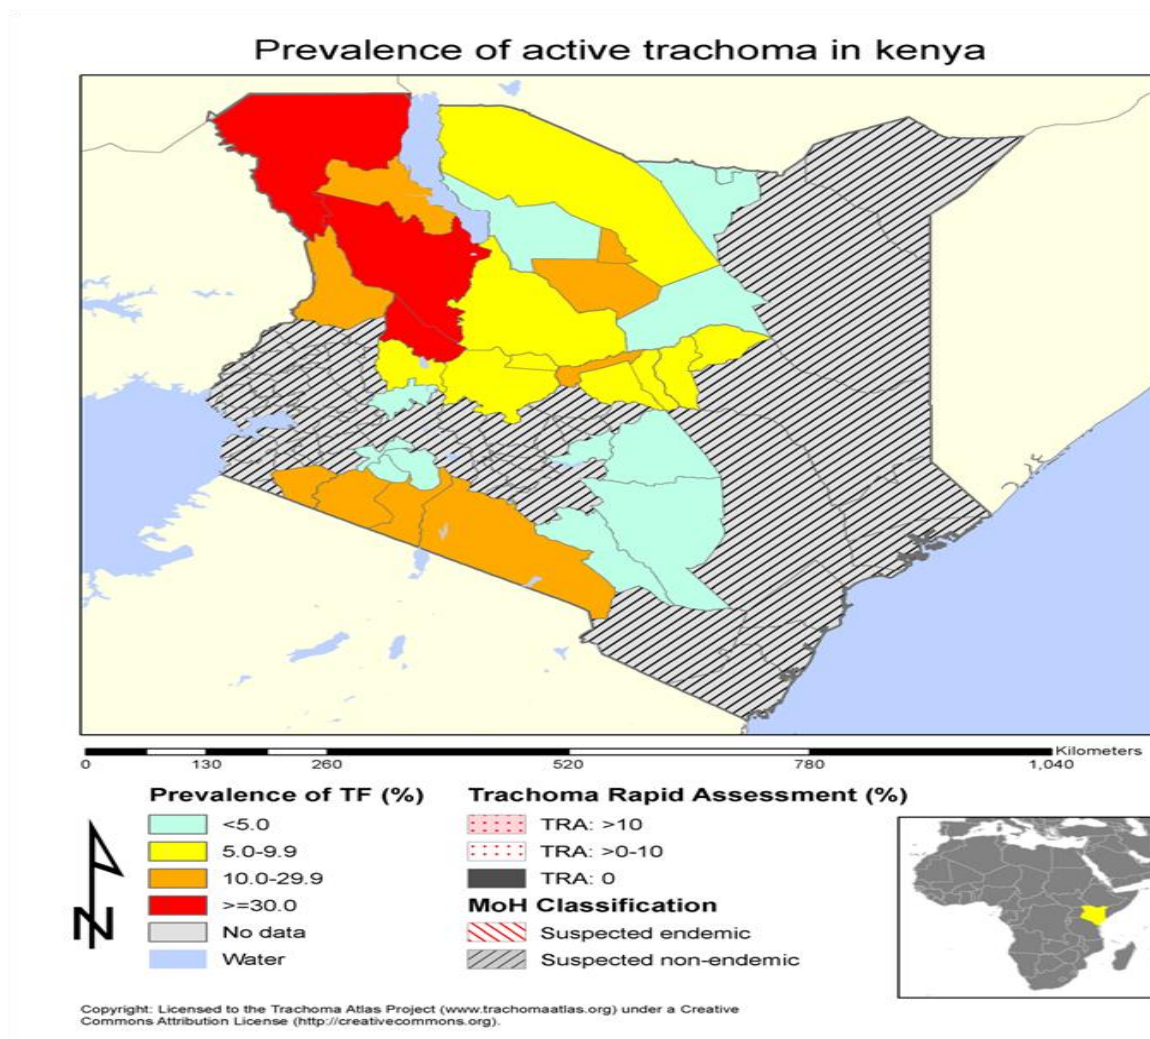 Prevalence of active trachoma in kenya
0 130 260 520 780 1,040 Kilometers
Prevalence of TF (%)
<5.0
5.0-9.9
10.0-29.9
>=30.0
No data
Water
Trachoma Rapid Assessment (%)
TRA: >10
TRA: >0-10
TRA: 0
MoH Classification
Suspected endemic
Suspected non-endemic
N
Copyright: Licensed to the Trachoma Atlas Project (www.trachomaatlas.org) under a Creative
Commons Attribution License (http://creativecommons.org).